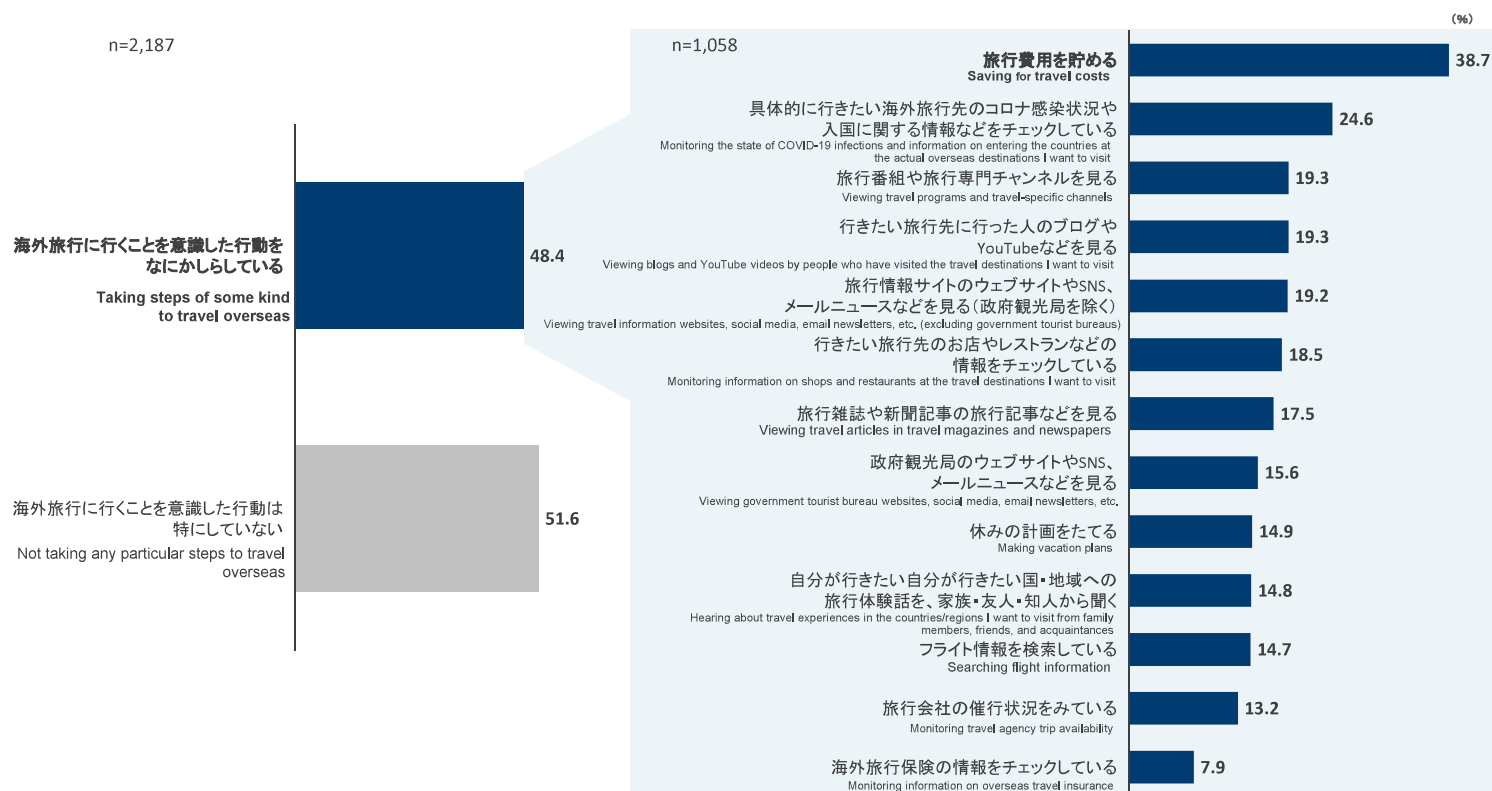 (%)
n=2,187
n=1,058
海外旅行に行くことを意識した行動を
なにかしらしている
Taking steps of some kind
to travel overseas
48.4
海外旅行に行くことを意識した行動は
特にしていない
Not taking any particular steps to travel
overseas
51.6
旅行費用を貯める
Saving for travel costs
38.7
具体的に行きたい海外旅行先のコロナ感染状況や
入国に関する情報などをチェックしている
Monitoring the state of COVID-19 infections and information on entering the countries at
the actual overseas destinations I want to visit
24.6
旅行番組や旅行専門チャンネルを見る
Viewing travel programs and travel-specific channels
19.3
行きたい旅行先に行った人のブログや
YouTubeなどを見る
Viewing blogs and YouTube videos by people who have visited the travel destinations I want to visit
19.3
旅行情報サイトのウェブサイトやSNS、
メールニュースなどを見る(政府観光局を除く)
Viewing travel information websites, social media, email newsletters, etc. (excluding government tourist bureaus)
19.2
行きたい旅行先のお店やレストランなどの
情報をチェックしている
Monitoring information on shops and restaurants at the travel destinations I want to visit
18.5
旅行雑誌や新聞記事の旅行記事などを見る
Viewing travel articles in travel magazines and newspapers
17.5
政府観光局のウェブサイトやSNS、
メールニュースなどを見る
Viewing government tourist bureau websites, social media, email newsletters, etc.
15.6
休みの計画をたてる
Making vacation plans
14.9
自分が行きたい自分が行きたい国・地域への
旅行体験話を、家族・友人・知人から聞く
Hearing about travel experiences in the countries/regions I want to visit from family
members, friends, and acquaintances
14.8
フライト情報を検索している
Searching flight information
14.7
旅行会社の催行状況をみている
Monitoring travel agency trip availability
13.2
海外旅行保険の情報をチェックしている
Monitoring information on overseas travel insurance
7.9